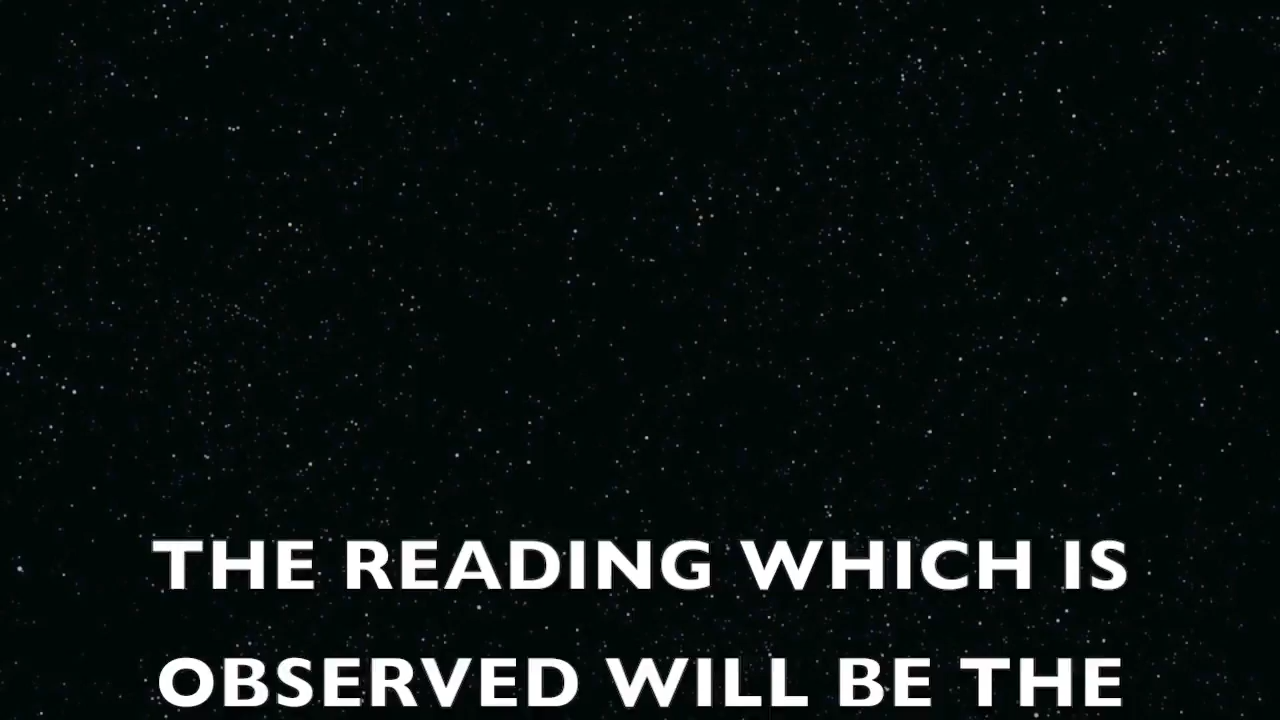 THE READING WHICH IS
OBSERVED WILL BE THE